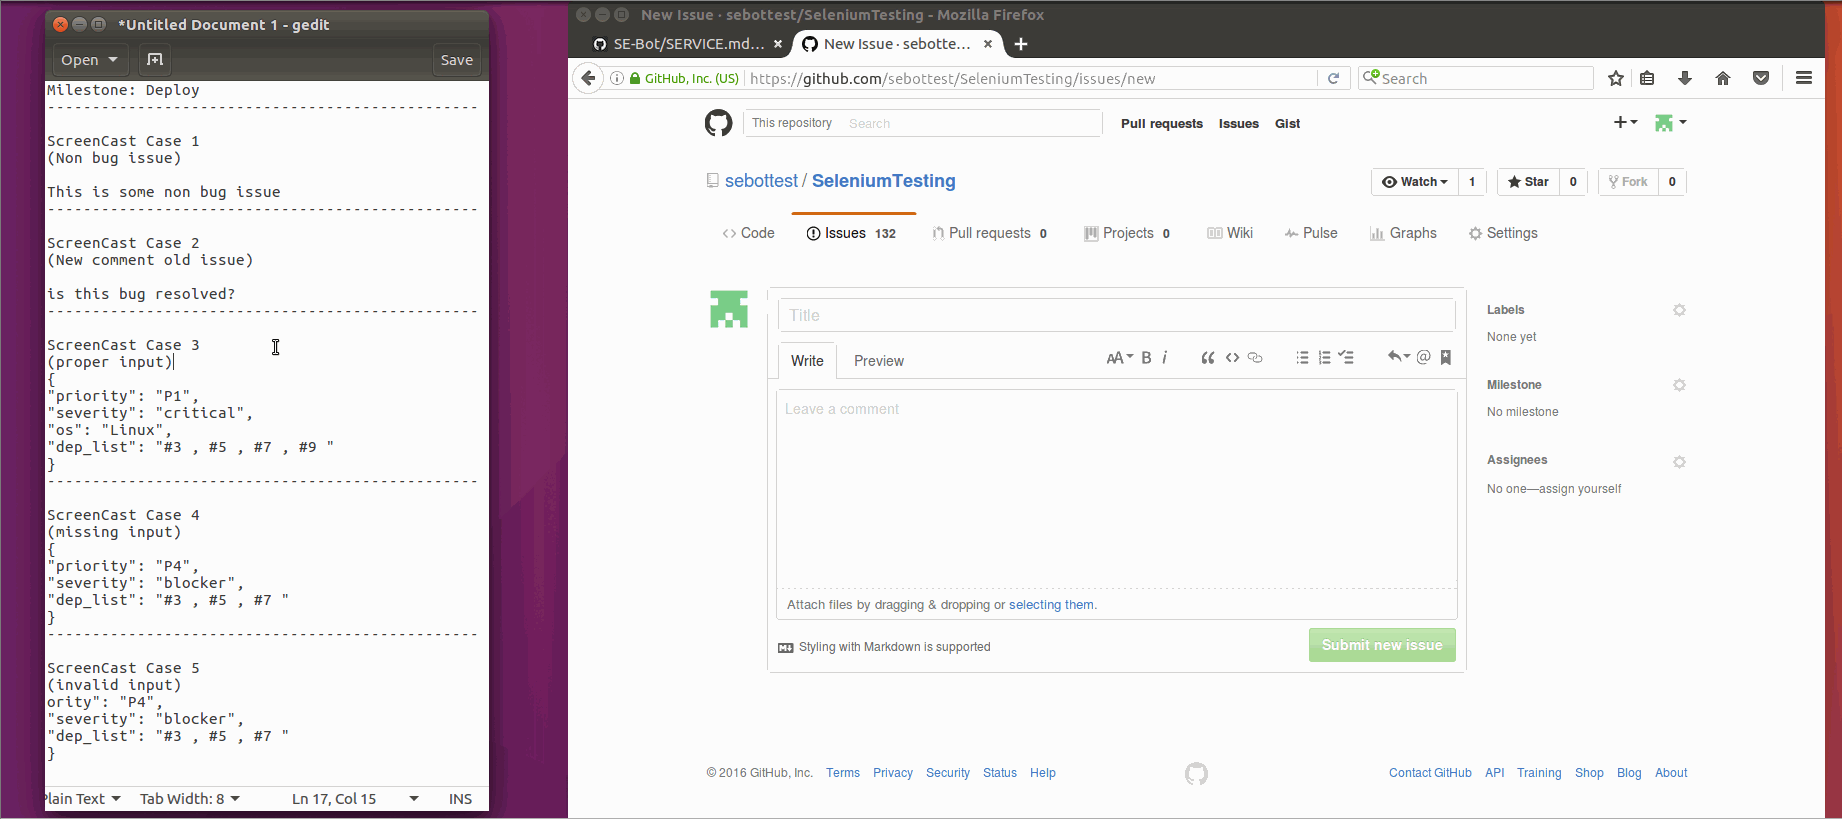 *Untitled Document 1 - gedit
Open
Save
Milestone: Deploy
------------------------------------------------
ScreenCast Case 1
(Non bug issue)
This is some non bug issue
------------------------------------------------
ScreenCast Case 2
(New comment old issue)
is this bug resolved?
------------------------------------------------
ScreenCast Case 3
(proper input)
{
"priority": "P1",
"severity": "critical",
"os": "Linux",
"dep_list": "#3 , #5 , #7 , #9 "
}
------------------------------------------------
ScreenCast Case 4
(missing input)
{
"priority": "P4",
"severity": "blocker",
"dep_list": "#3 , #5 , #7 "
}
------------------------------------------------
ScreenCast Case 5
(invalid input)
ority": "P4",
"severity": "blocker",
"dep_list": "#3 , #5 , #7 "
}
Plain Text Tab Width: 8 Ln 17, Col 15 INS
New Issue · sebottest/SeleniumTesting - Mozilla Firefox
SE-Bot/SERVICE.md... New Issue · sebotte...
GitHub, Inc. (US) https://github.com/sebottest/SeleniumTesting/issues/new Search
This repository Search Pull requests Issues Gist
sebottest / SeleniumTesting Watch 1 Star 0 Fork 0
Code Issues 132 Pull requests 0 Projects 0 Wiki Pulse Graphs Settings
Title
Write Preview AA B i
Leave a comment
Attach files by dragging & dropping or selecting them.
Styling with Markdown is supported Submit new issue
Labels
None yet
Milestone
No milestone
Assignees
No one—assign yourself
© 2016 GitHub, Inc. Terms Privacy Security Status Help Contact GitHub API Training Shop Blog About